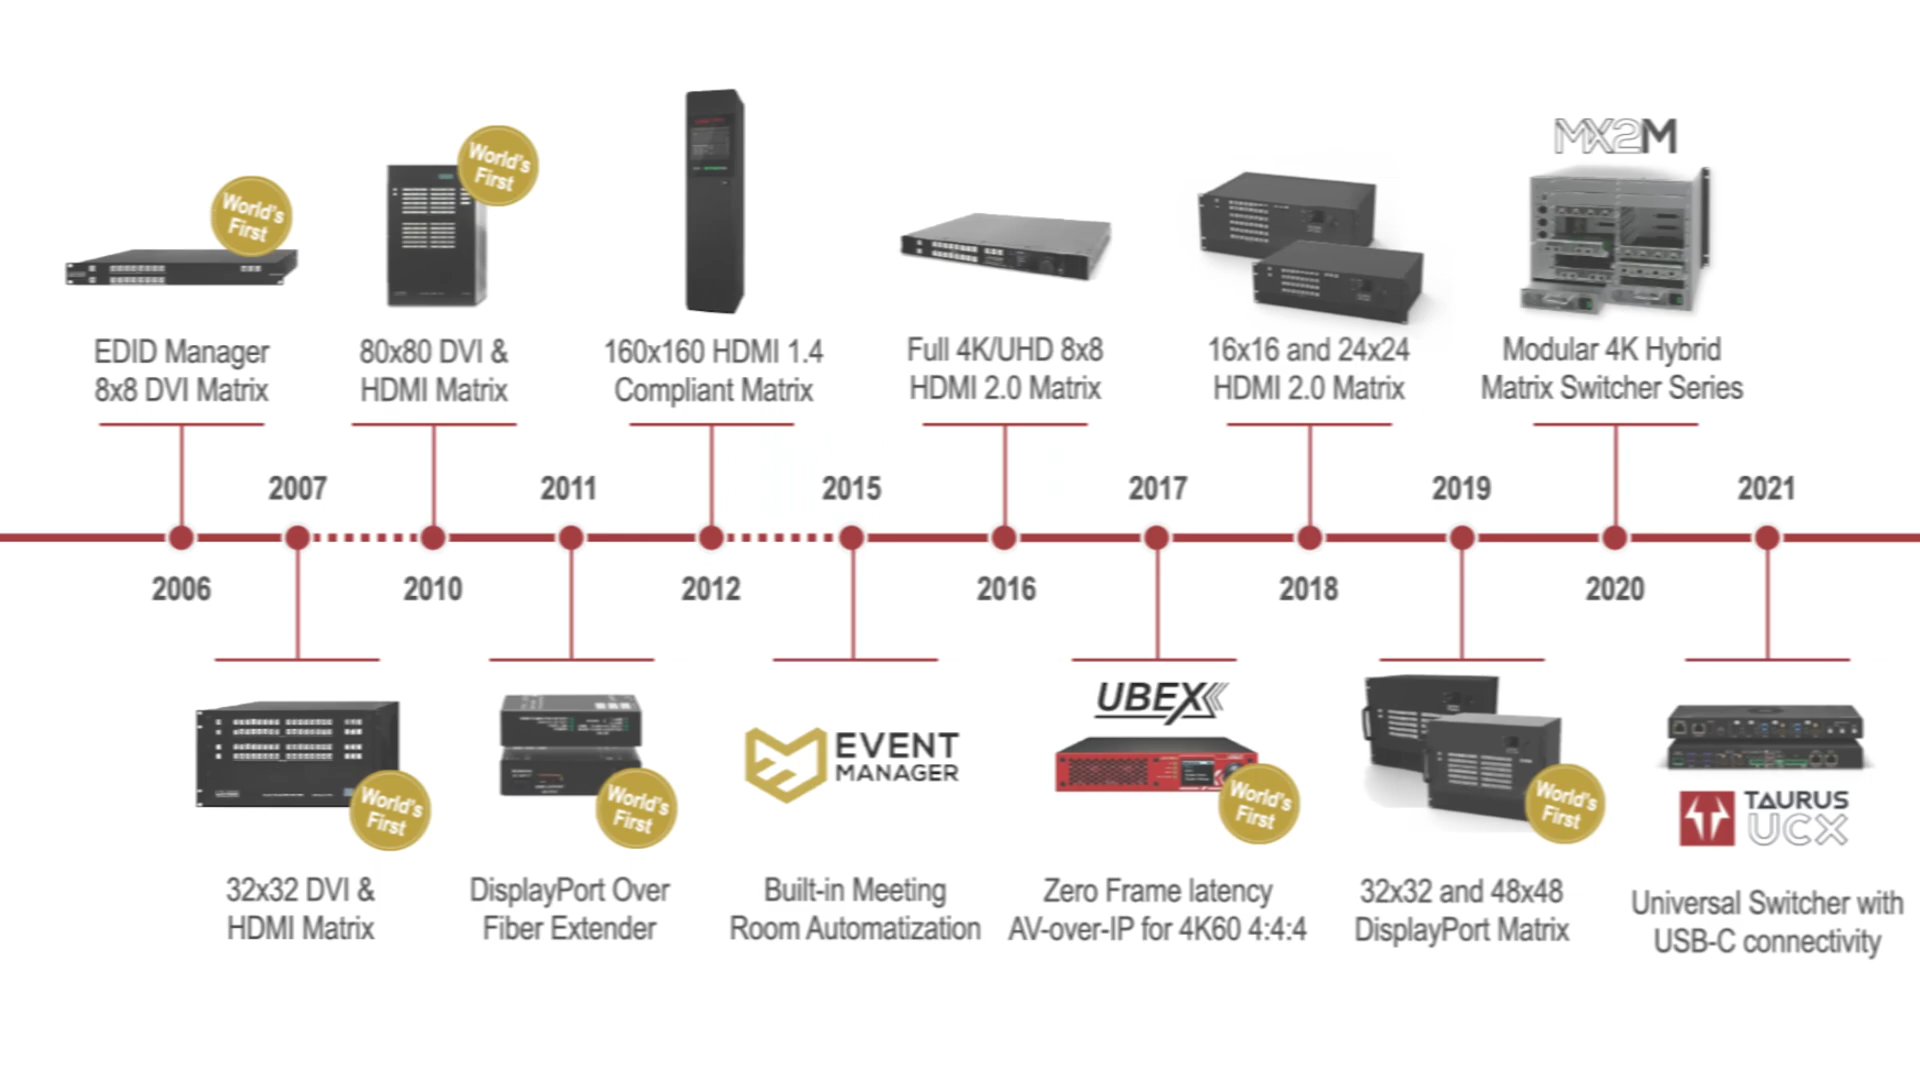 World's
First
EDID Manager
8x8 DVI Matrix
World's
First
80x80 DVI &
HDMI Matrix
160x160 HDMI 1.4
Compliant Matrix
Full 4K/UHD 8x8
HDMI 2.0 Matrix
16x16 and 24x24
HDMI 2.0 Matrix
MX2M
Modular 4K Hybrid
Matrix Switcher Series
2007
2011
2015
2017
2019
2021
2006
2010
2012
2016
2018
2020
World's
First
32x32 DVI &
HDMI Matrix
World's
First
DisplayPort Over
Fiber Extender
EVENT
MANAGER
Built-in Meeting
Room Automatization
UBEX
World's
First
Zero Frame latency
AV-over-IP for 4K60 4:4:4
World's
First
32x32 and 48x48
DisplayPort Matrix
TAURUS
UCX
Universal Switcher with
USB-C connectivity